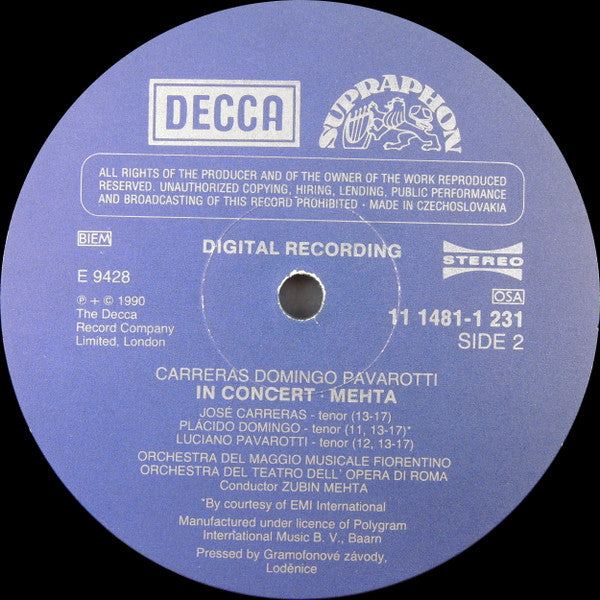 DECCA
SUPRAPHON
ALL RIGHTS OF THE PRODUCER AND OF THE OWNER OF THE WORK REPRODUCED
RESERVED. UNAUTHORIZED COPYING, HIRING, LENDING, PUBLIC PERFORMANCE
AND BROADCASTING OF THIS RECORD PROHIBITED · MADE IN CZECHOSLOVAKIA
BIEM
DIGITAL RECORDING
STEREO
E 9428
OSA
℗ + © 1990
The Decca
Record Company
Limited, London
11 1481-1 231
SIDE 2
CARRERAS DOMINGO PAVAROTTI
IN CONCERT · MEHTA
JOSÉ CARRERAS - tenor (13-17)
PLÁCIDO DOMINGO - tenor (11, 13-17)*
LUCIANO PAVAROTTI - tenor (12, 13-17)
ORCHESTRA DEL MAGGIO MUSICALE FIORENTINO
ORCHESTRA DEL TEATRO DELL' OPERA DI ROMA
Conductor ZUBIN MEHTA
*By courtesy of EMI International
Manufactured under licence of Polygram
International Music B. V., Baarn
Pressed by Gramofonové závody,
Loděnice